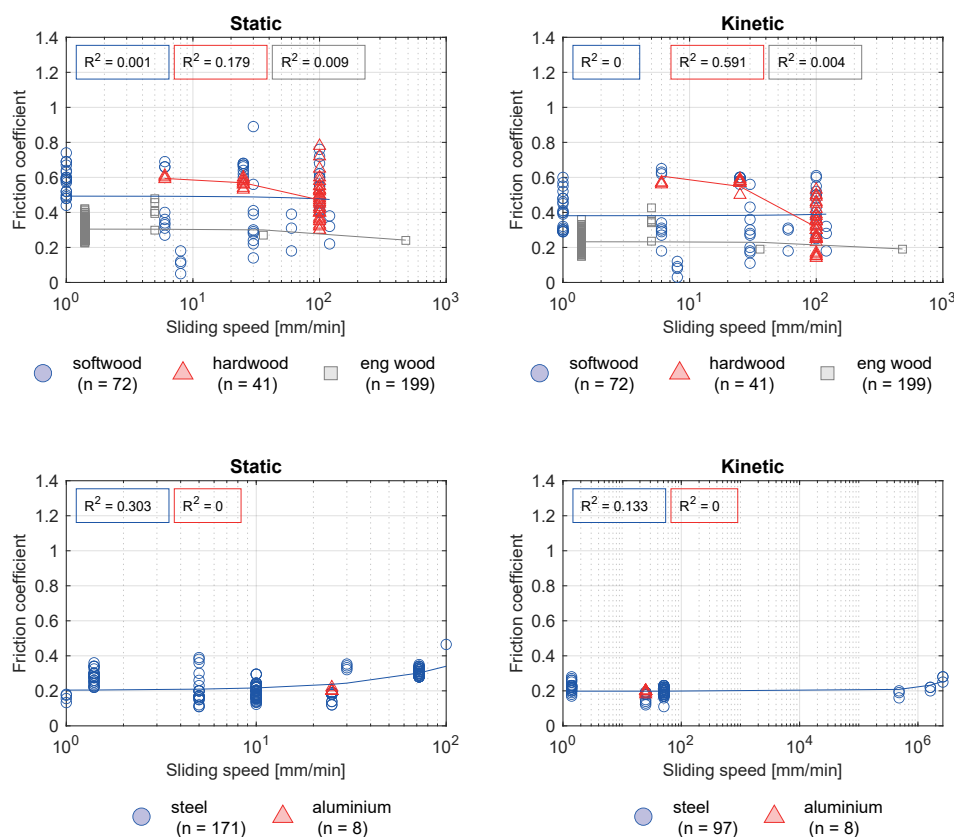 Static
1.4
1.2
1
0.8
0.6
0.4
0.2
0
Friction coefficient
R² = 0.001
R² = 0.179
R² = 0.009
10⁰
10¹
10²
10³
Sliding speed [mm/min]
softwood
(n = 72)
hardwood
(n = 41)
eng wood
(n = 199)
Kinetic
1.4
1.2
1
0.8
0.6
0.4
0.2
0
Friction coefficient
R² = 0
R² = 0.591
R² = 0.004
10⁰
10¹
10²
10³
Sliding speed [mm/min]
softwood
(n = 72)
hardwood
(n = 41)
eng wood
(n = 199)
Static
1.4
1.2
1
0.8
0.6
0.4
0.2
0
Friction coefficient
R² = 0.303
R² = 0
10⁰
10¹
10²
Sliding speed [mm/min]
steel
(n = 171)
aluminium
(n = 8)
Kinetic
1.4
1.2
1
0.8
0.6
0.4
0.2
0
Friction coefficient
R² = 0.133
R² = 0
10⁰
10²
10⁴
10⁶
Sliding speed [mm/min]
steel
(n = 97)
aluminium
(n = 8)